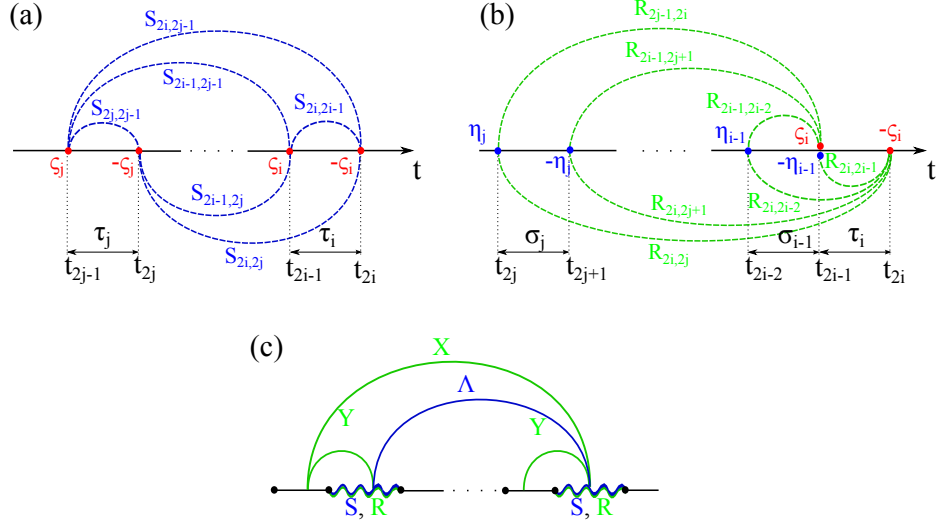 (a)
S2i,2j-1
S2i-1,2j-1
S2j,2j-1
S2i,2i-1
ςj
-ςj
ςi
-ςi
t
S2i-1,2j
S2i,2j
τj
τi
t2j-1
t2j
t2i-1
t2i
(b)
R2j-1,2i
R2i-1,2j+1
R2i-1,2i-2
ηj
-ηj
ηi-1
ςi
-ηi-1
-ςi
t
R2i,2i-1
R2i,2i-2
R2i,2j+1
R2i,2j
σj
σi-1
τi
t2j
t2j+1
t2i-2
t2i-1
t2i
(c)
X
Λ
Y
Y
S, R
S, R